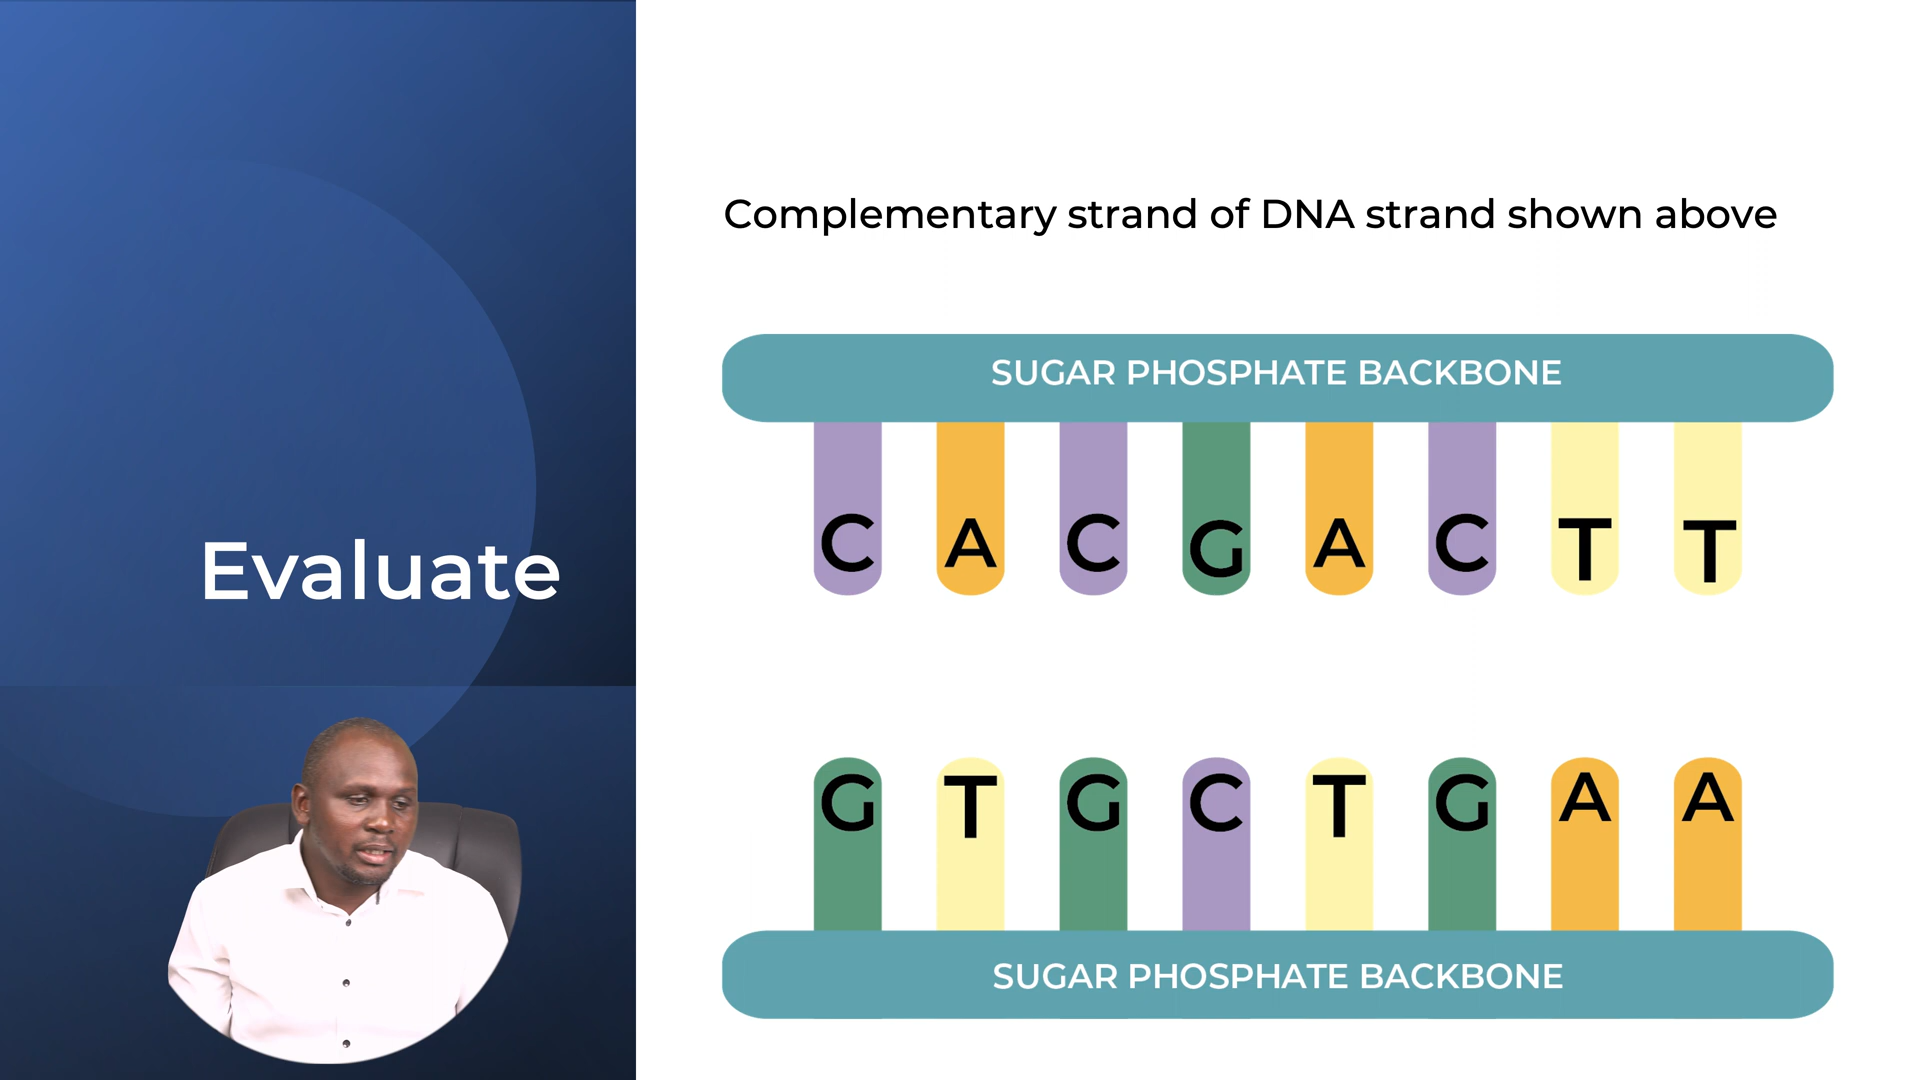 Evaluate
Complementary strand of DNA strand shown above
SUGAR PHOSPHATE BACKBONE
C A C G A C T T
G T G C T G A A
SUGAR PHOSPHATE BACKBONE